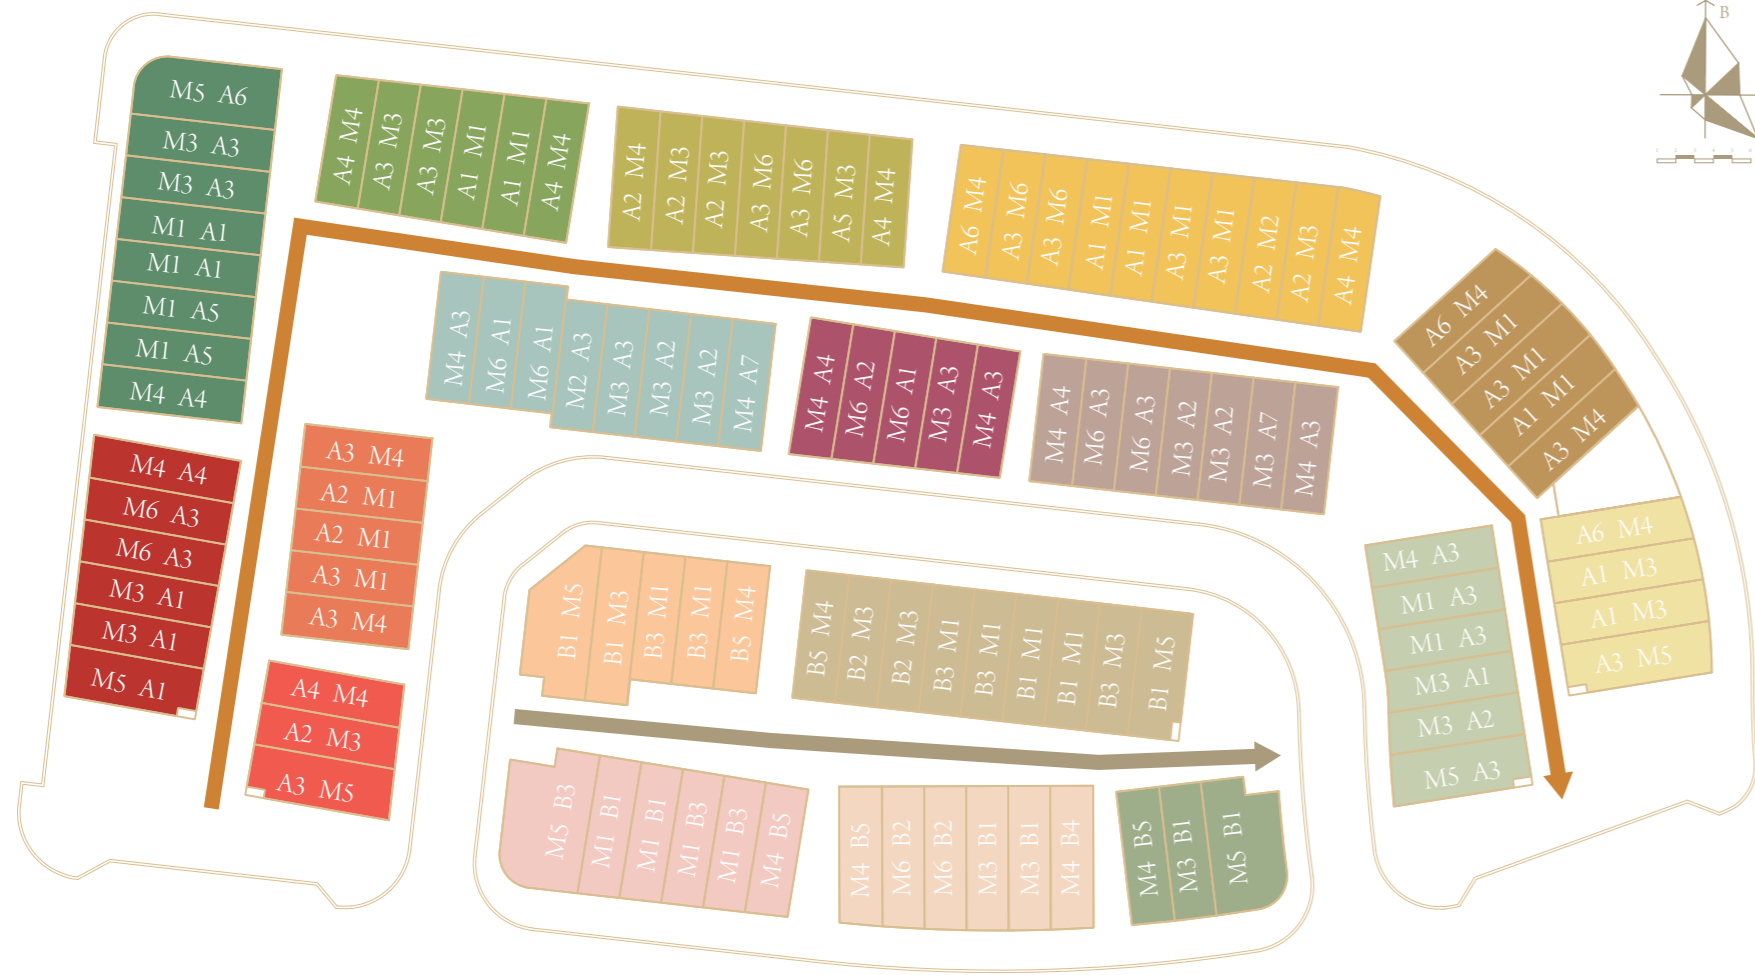 B
M5 A6
M3 A3
M3 A3
M1 A1
M1 A1
M1 A5
M1 A5
M4 A4
A4 M4
A3 M3
A3 M3
A1 M1
A1 M1
A4 M4
A2 M4
A2 M3
A2 M3
A3 M6
A3 M6
A5 M3
A4 M4
A6 M4
A3 M6
A3 M6
A1 M1
A1 M1
A3 M1
A3 M1
A2 M2
A2 M3
A4 M4
A6 M4
A3 M1
A3 M1
A1 M1
A3 M4
A6 M4
A1 M3
A1 M3
A3 M5
M4 A3
M6 A1
M6 A1
M2 A3
M3 A3
M3 A2
M3 A2
M4 A7
M4 A4
M6 A2
M6 A1
M3 A3
M4 A3
M4 A4
M6 A3
M6 A3
M3 A2
M3 A2
M3 A7
M4 A3
M4 A3
M1 A3
M1 A3
M3 A1
M3 A2
M5 A3
M4 A4
M6 A3
M6 A3
M3 A1
M3 A1
M5 A1
A3 M4
A2 M1
A2 M1
A3 M1
A3 M4
A4 M4
A2 M3
A3 M5
B1 M5
B1 M3
B3 M1
B3 M1
B5 M4
B5 M4
B2 M3
B2 M3
B3 M1
B3 M1
B1 M1
B1 M1
B3 M3
B1 M5
M5 B3
M1 B1
M1 B1
M1 B3
M1 B3
M4 B5
M4 B5
M6 B2
M6 B2
M3 B1
M3 B1
M4 B4
M4 B5
M3 B1
M5 B1